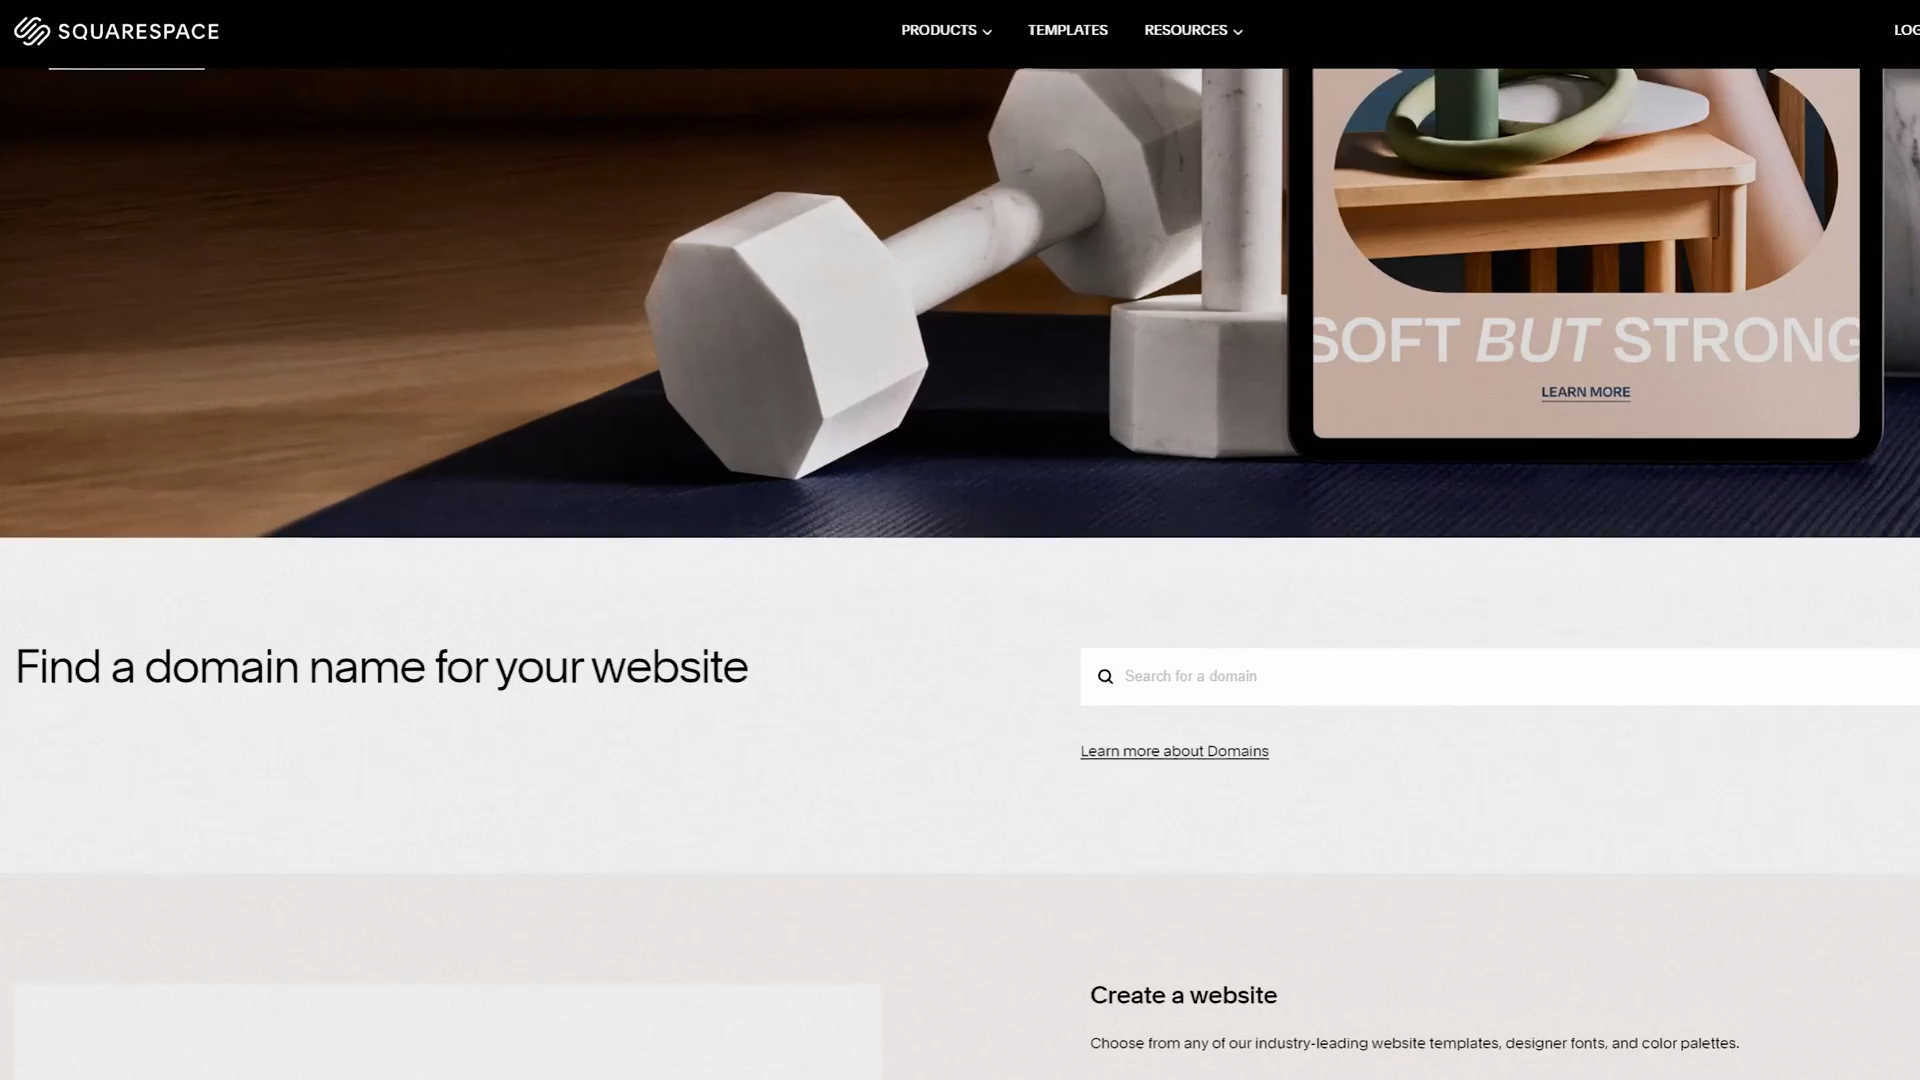 SQUARESPACE
PRODUCTS
TEMPLATES
RESOURCES
SOFT BUT STRONG
LEARN MORE
Find a domain name for your website
Search for a domain
Learn more about Domains
Create a website
Choose from any of our industry-leading website templates, designer fonts, and color palettes.